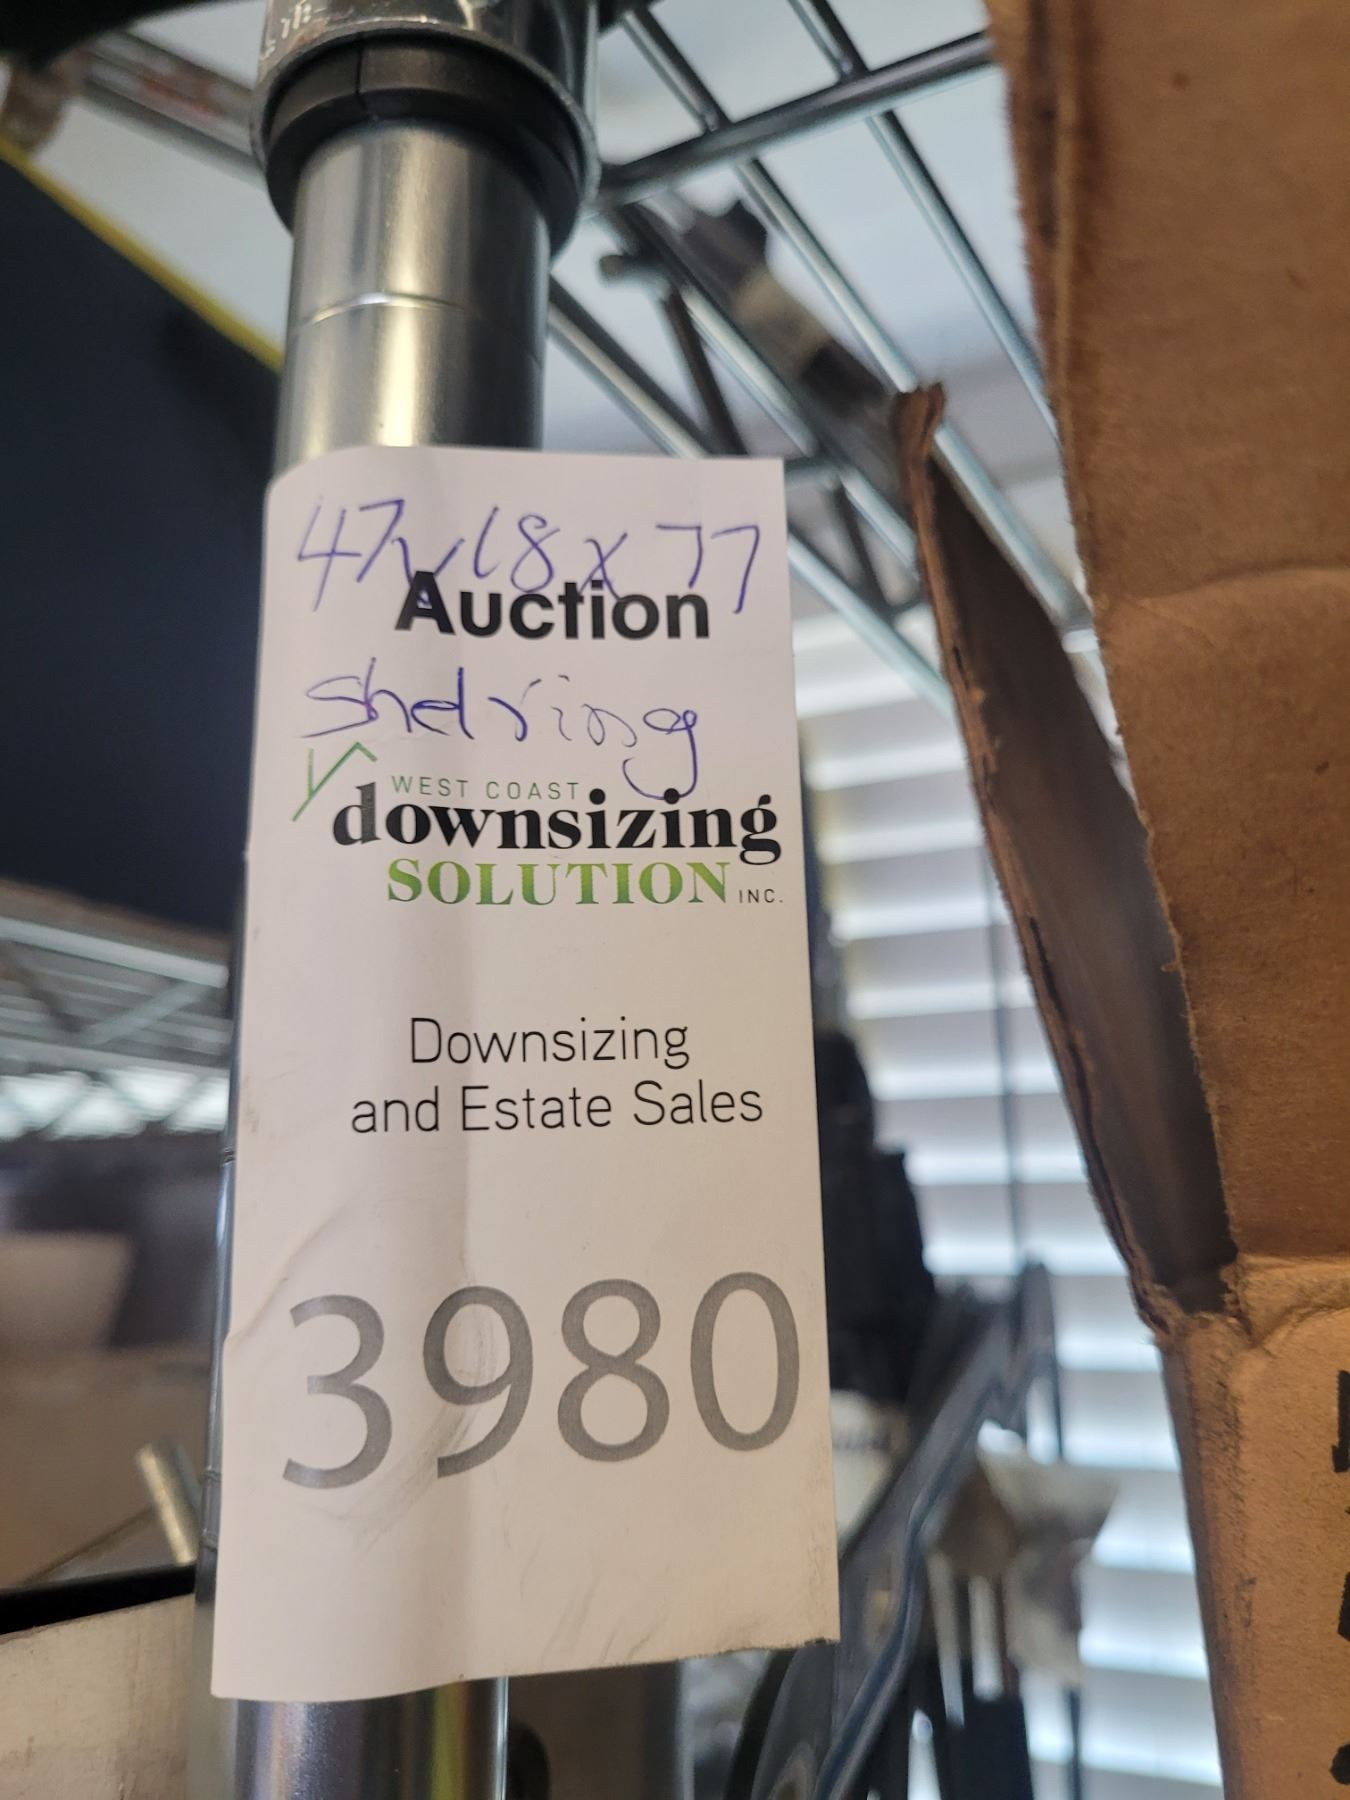 47x18x77
Auction
Shelving
WEST COAST
downsizing
SOLUTION INC.
Downsizing
and Estate Sales
3980